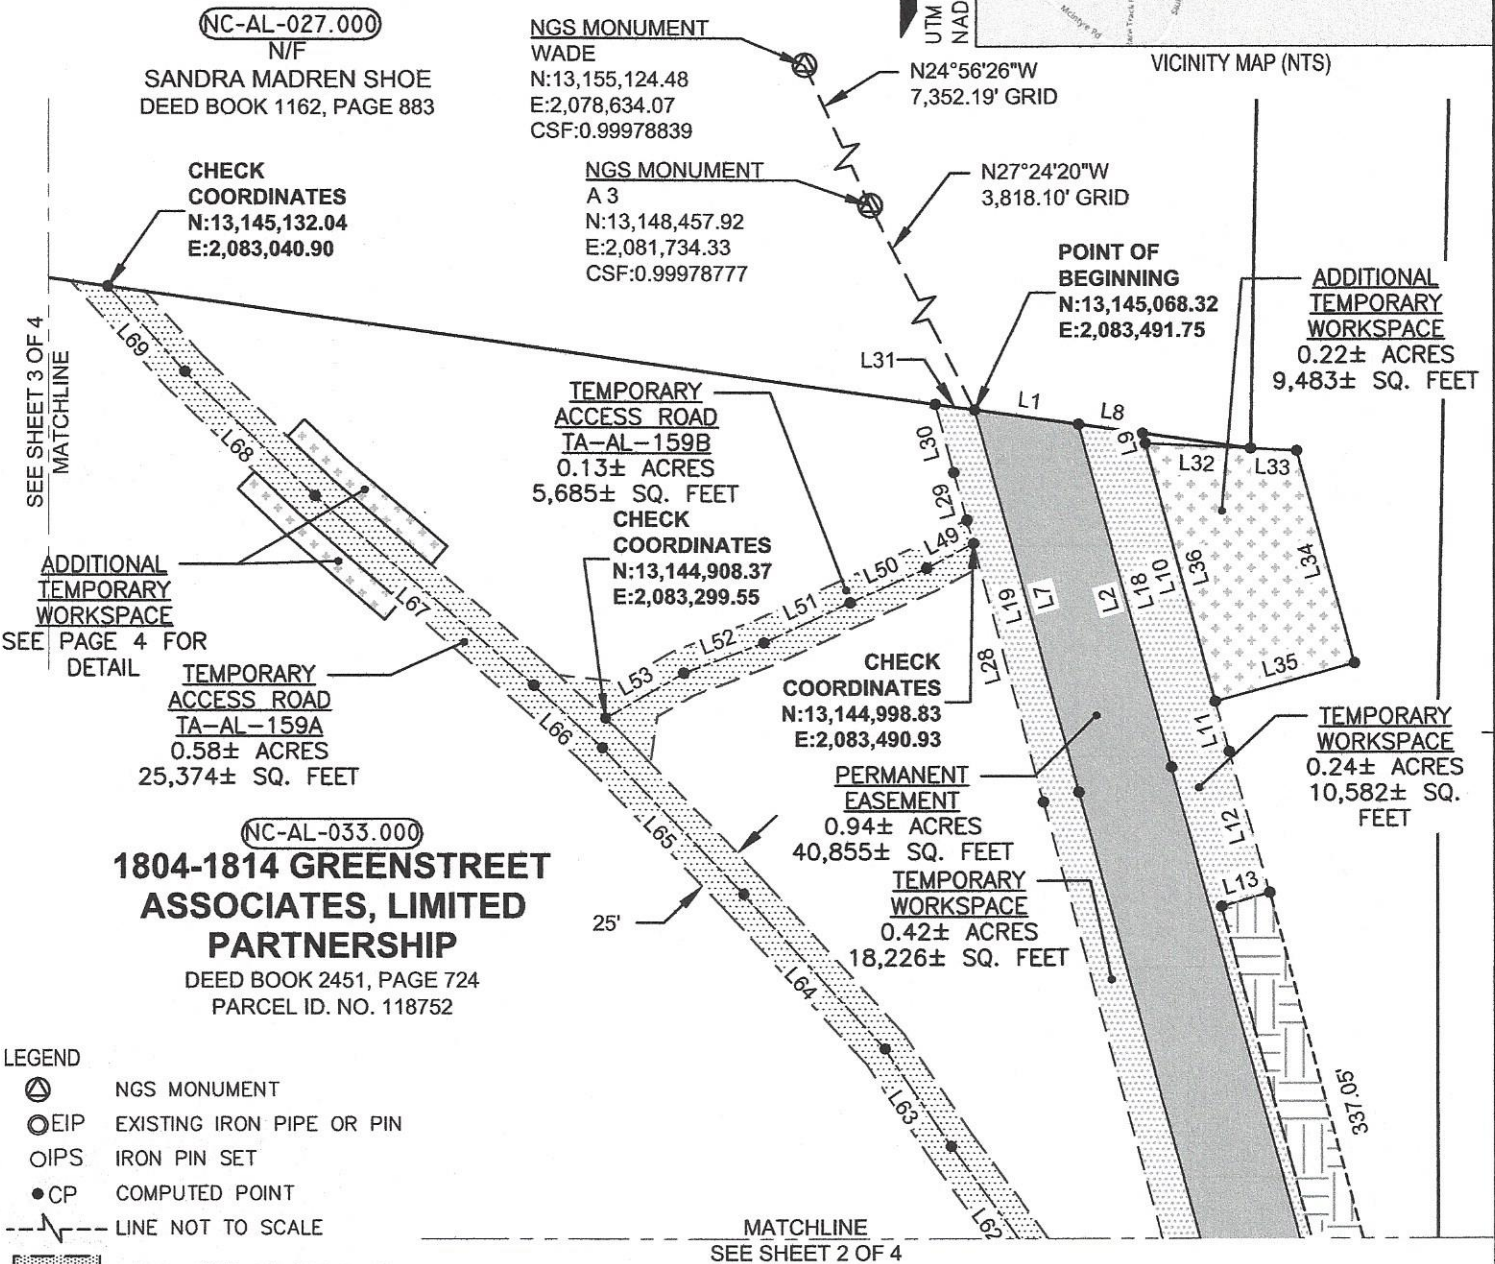 NC-AL-027.000
N/F
SANDRA MADREN SHOE
DEED BOOK 1162, PAGE 883
NGS MONUMENT
WADE
N:13,155,124.48
E:2,078,634.07
CSF:0.99978839
UTM
NAD
McIntyre Rd
VICINITY MAP (NTS)
N24°56'26"W
7,352.19' GRID
CHECK
COORDINATES
N:13,145,132.04
E:2,083,040.90
NGS MONUMENT
A 3
N:13,148,457.92
E:2,081,734.33
CSF:0.99978777
N27°24'20"W
3,818.10' GRID
POINT OF
BEGINNING
N:13,145,068.32
E:2,083,491.75
ADDITIONAL
TEMPORARY
WORKSPACE
0.22± ACRES
9,483± SQ. FEET
SEE SHEET 3 OF 4
MATCHLINE
L69
L68
L67
L66
L65
L64
L63
L62
L31
L1
L8
L9
L30
L29
L32
L33
L49
L50
L51
L52
L53
L19
L7
L28
L2
L18
L10
L36
L34
L35
L11
L12
L13
TEMPORARY
ACCESS ROAD
TA-AL-159B
0.13± ACRES
5,685± SQ. FEET
CHECK
COORDINATES
N:13,144,908.37
E:2,083,299.55
ADDITIONAL
TEMPORARY
WORKSPACE
SEE PAGE 4 FOR
DETAIL
TEMPORARY
ACCESS ROAD
TA-AL-159A
0.58± ACRES
25,374± SQ. FEET
CHECK
COORDINATES
N:13,144,998.83
E:2,083,490.93
TEMPORARY
WORKSPACE
0.24± ACRES
10,582± SQ.
FEET
PERMANENT
EASEMENT
0.94± ACRES
40,855± SQ. FEET
TEMPORARY
WORKSPACE
0.42± ACRES
18,226± SQ. FEET
NC-AL-033.000
1804-1814 GREENSTREET
ASSOCIATES, LIMITED
PARTNERSHIP
DEED BOOK 2451, PAGE 724
PARCEL ID. NO. 118752
25'
337.05'
LEGEND
NGS MONUMENT
EIP EXISTING IRON PIPE OR PIN
IPS IRON PIN SET
CP COMPUTED POINT
LINE NOT TO SCALE
MATCHLINE
SEE SHEET 2 OF 4